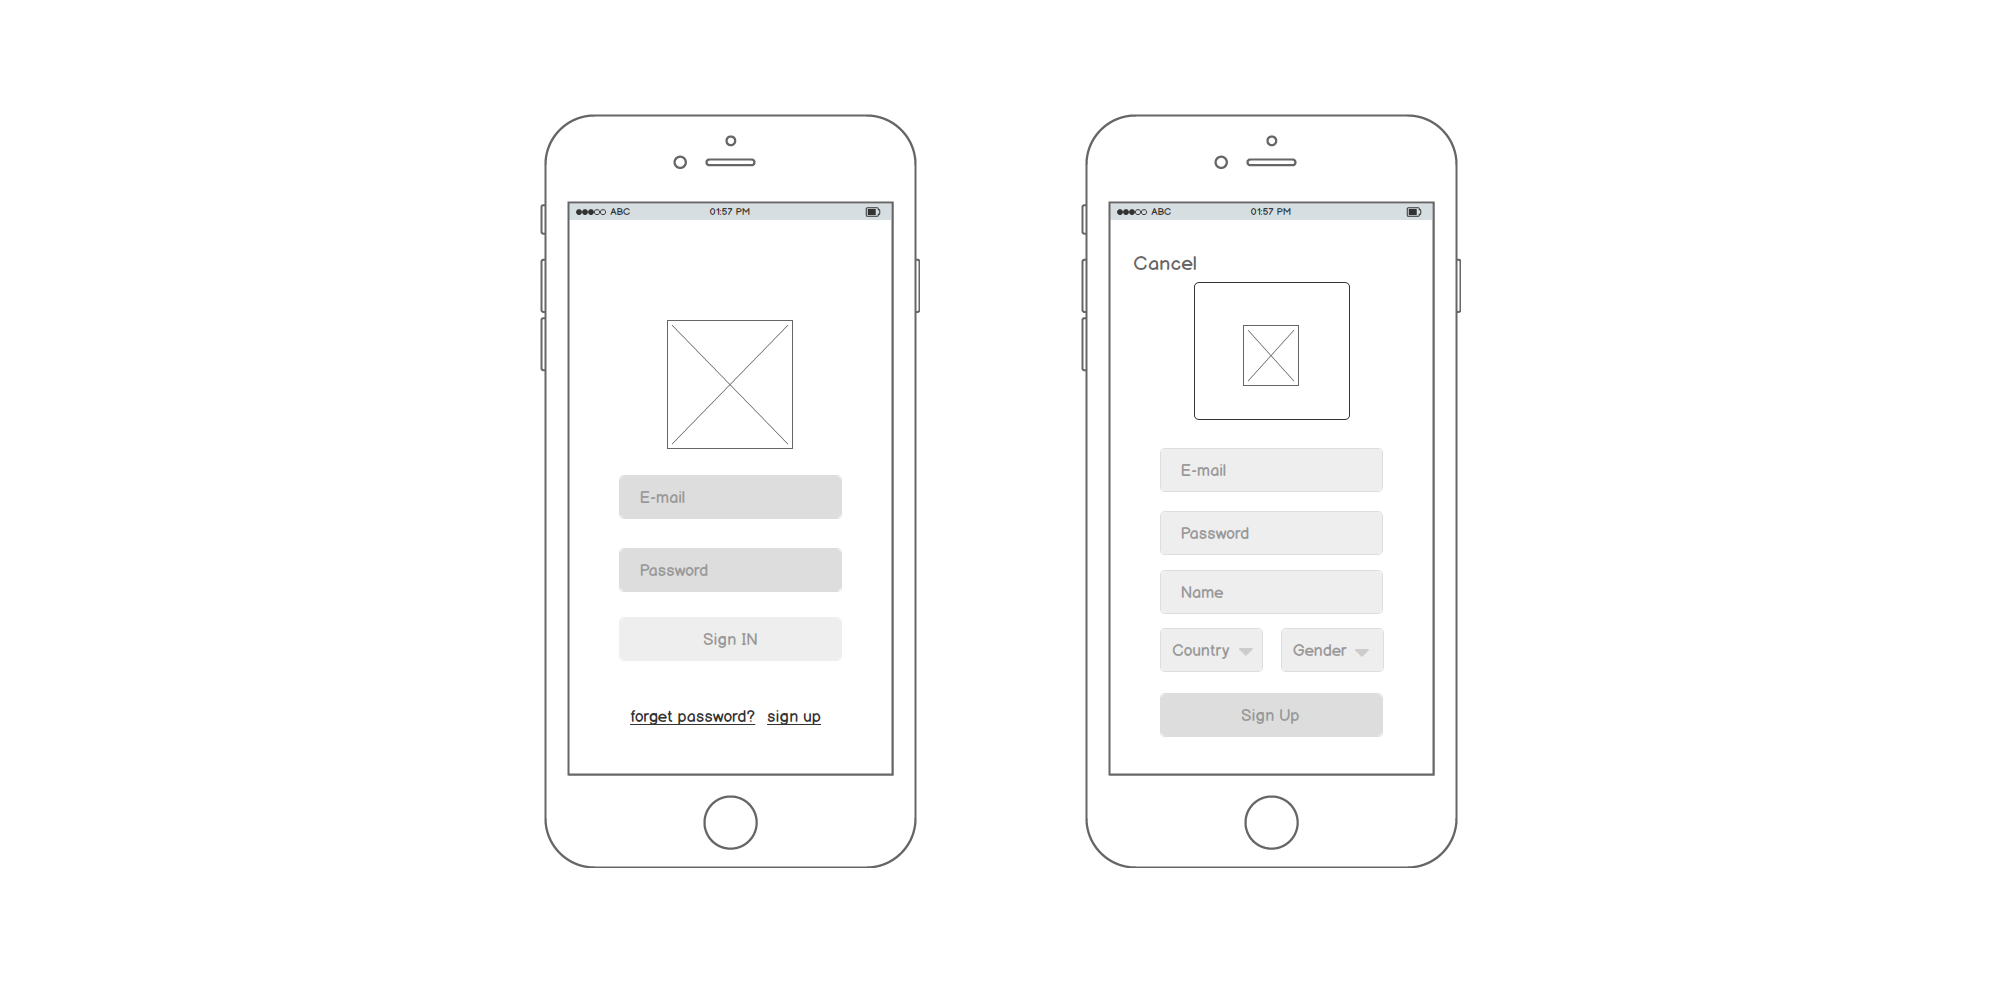 ABC 01:57 PM
E-mail
Password
Sign IN
forget password? sign up
ABC 01:57 PM
Cancel
E-mail
Password
Name
Country Gender
Sign Up